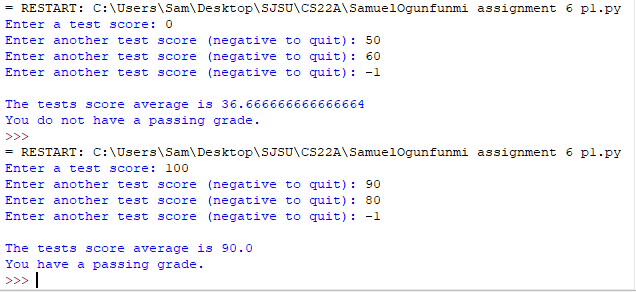 = RESTART: C:\Users\Sam\Desktop\SJSU\CS22A\SamuelOgunfunmi assignment 6 p1.py
Enter a test score: 0
Enter another test score (negative to quit): 50
Enter another test score (negative to quit): 60
Enter another test score (negative to quit): -1
The tests score average is 36.666666666666664
You do not have a passing grade.
>>>
= RESTART: C:\Users\Sam\Desktop\SJSU\CS22A\SamuelOgunfunmi assignment 6 p1.py
Enter a test score: 100
Enter another test score (negative to quit): 90
Enter another test score (negative to quit): 80
Enter another test score (negative to quit): -1
The tests score average is 90.0
You have a passing grade.
>>>